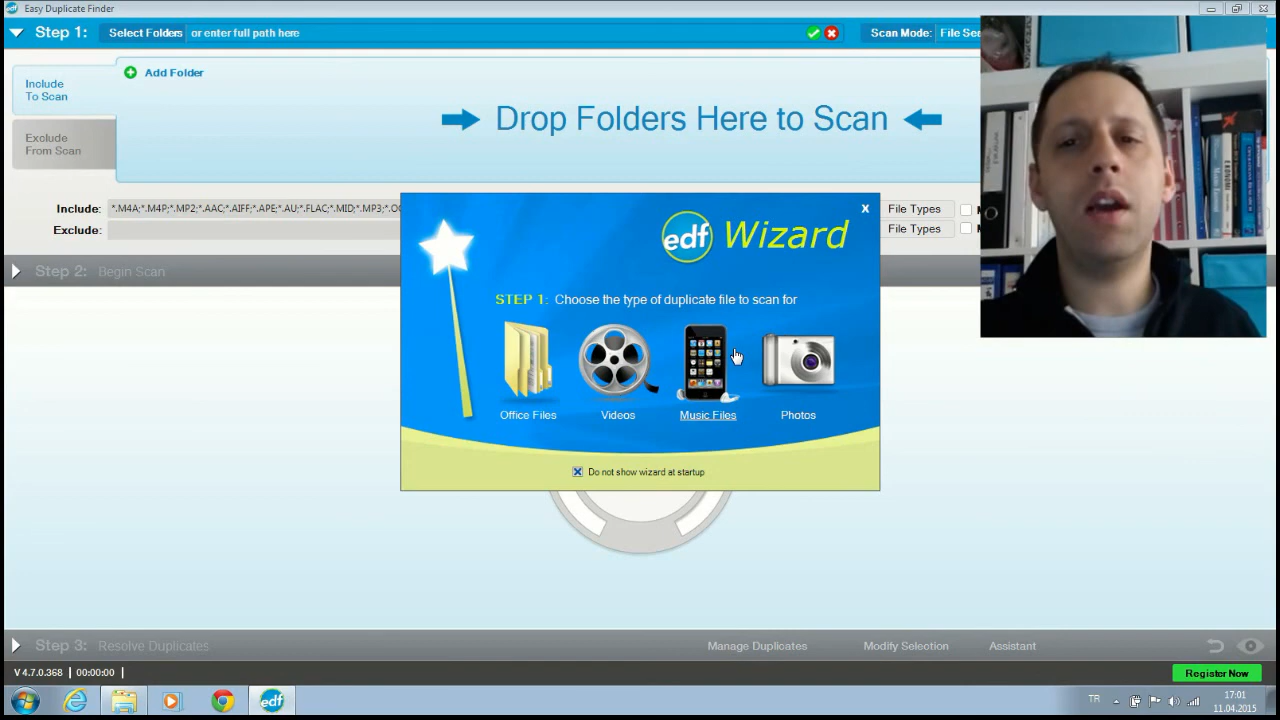 edf Easy Duplicate Finder
Step 1: Select Folders or enter full path here Scan Mode: File Sea
Include To Scan
Add Folder
Drop Folders Here to Scan
Exclude From Scan
Include: *.M4A;*.M4P;*.MP2;*.AAC;*.AIFF;*.APE;*.AU;*.FLAC;*.MID;*.MP3;*.OG File Types
Exclude: File Types
edf Wizard
X
STEP 1: Choose the type of duplicate file to scan for
Office Files Videos Music Files Photos
Do not show wizard at startup
Step 2: Begin Scan
Step 3: Resolve Duplicates Manage Duplicates Modify Selection Assistant
V 4.7.0.368 | 00:00:00 |
Register Now
edf
TR
17:01
11.04.2015